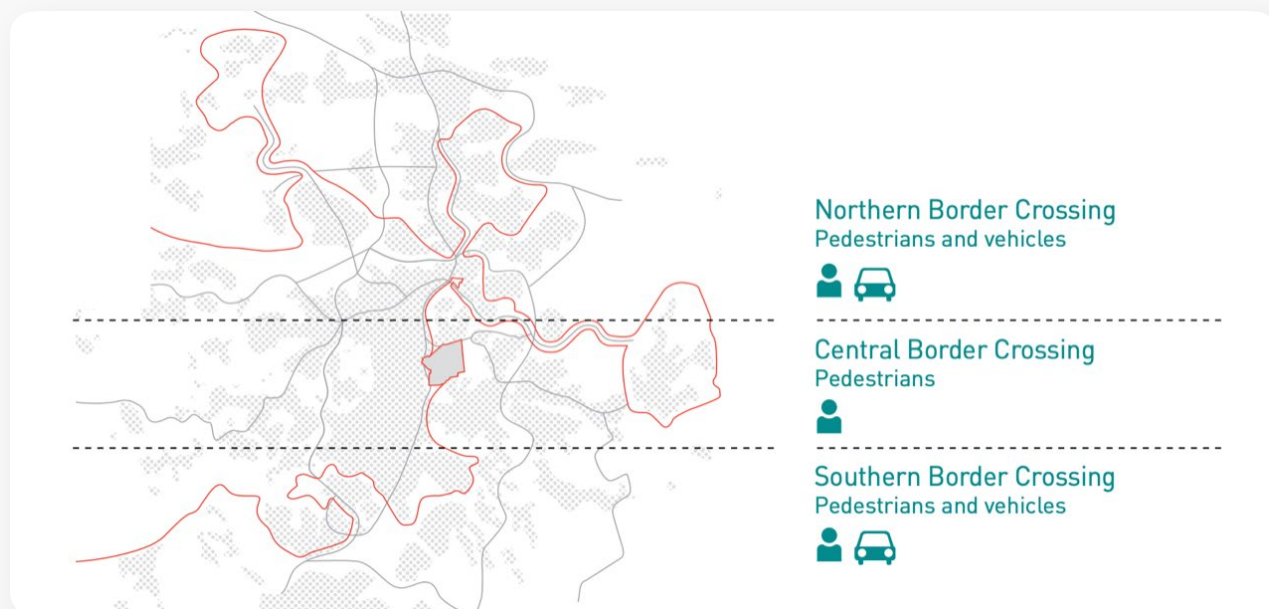 Northern Border Crossing
Pedestrians and vehicles
Central Border Crossing
Pedestrians
Southern Border Crossing
Pedestrians and vehicles